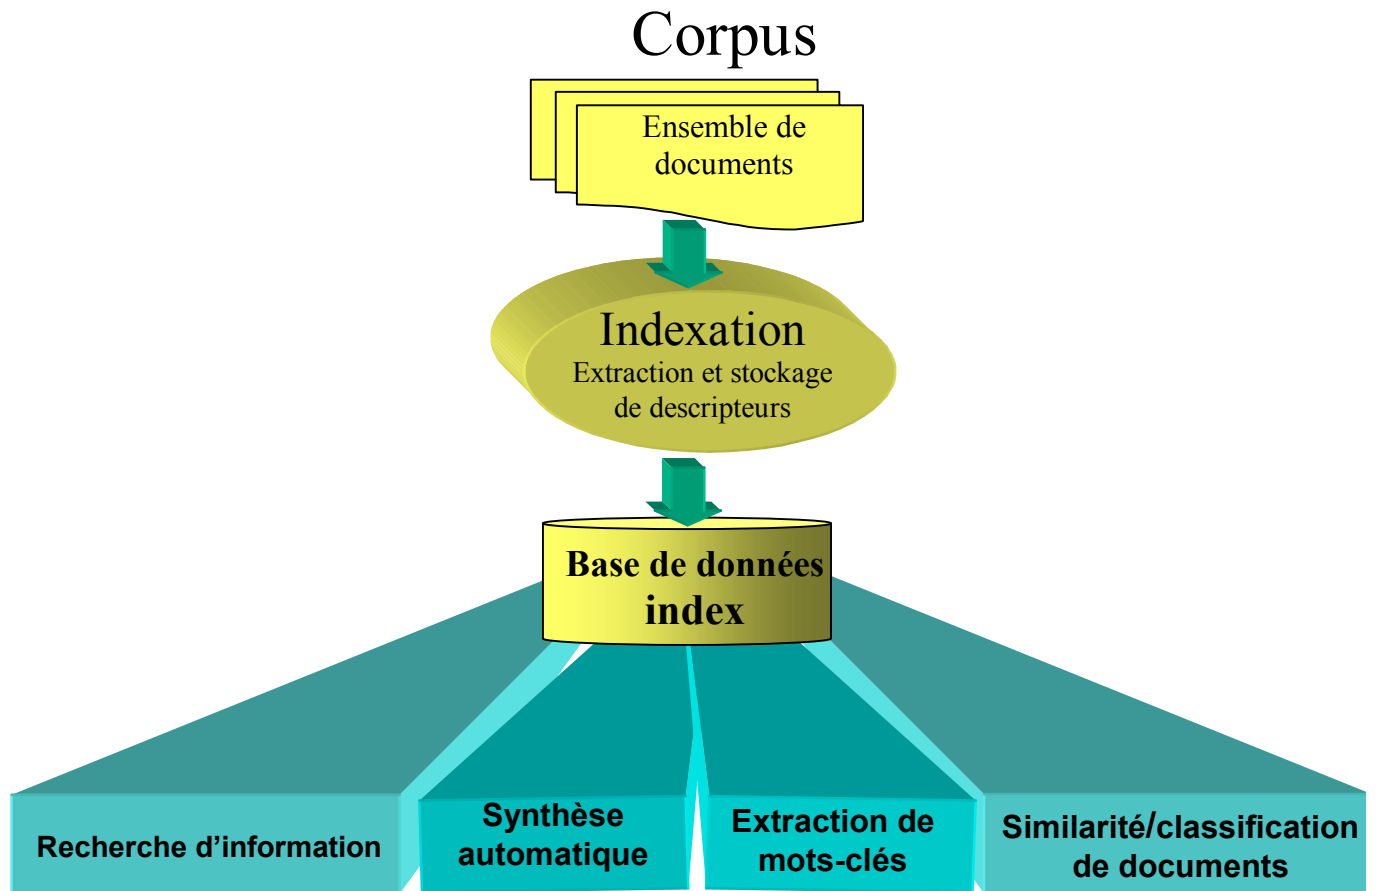 Corpus
Ensemble de
documents
Indexation
Extraction et stockage
de descripteurs
Base de données
index
Recherche d’information
Synthèse
automatique
Extraction de
mots-clés
Similarité/classification
de documents